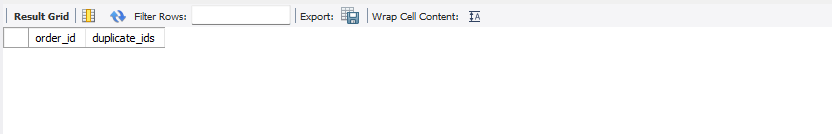 Result Grid Filter Rows: Export: Wrap Cell Content:
order_id duplicate_ids